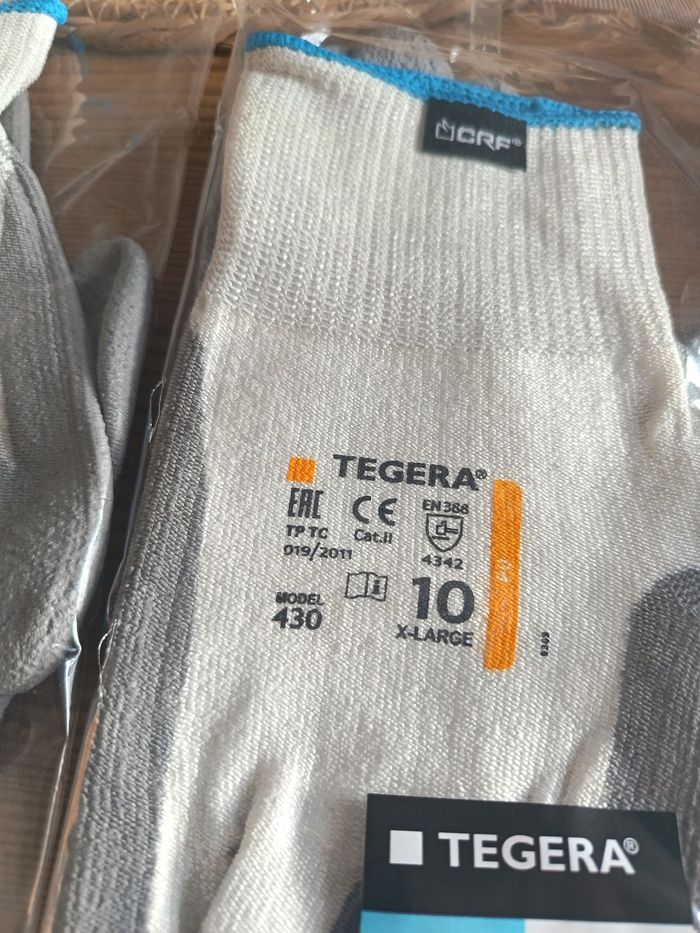 CRF®
TEGERA®
EAC CE EN 388
TP TC Cat.II
019/2011 4342
MODEL
430
10
X-LARGE
TEGERA®